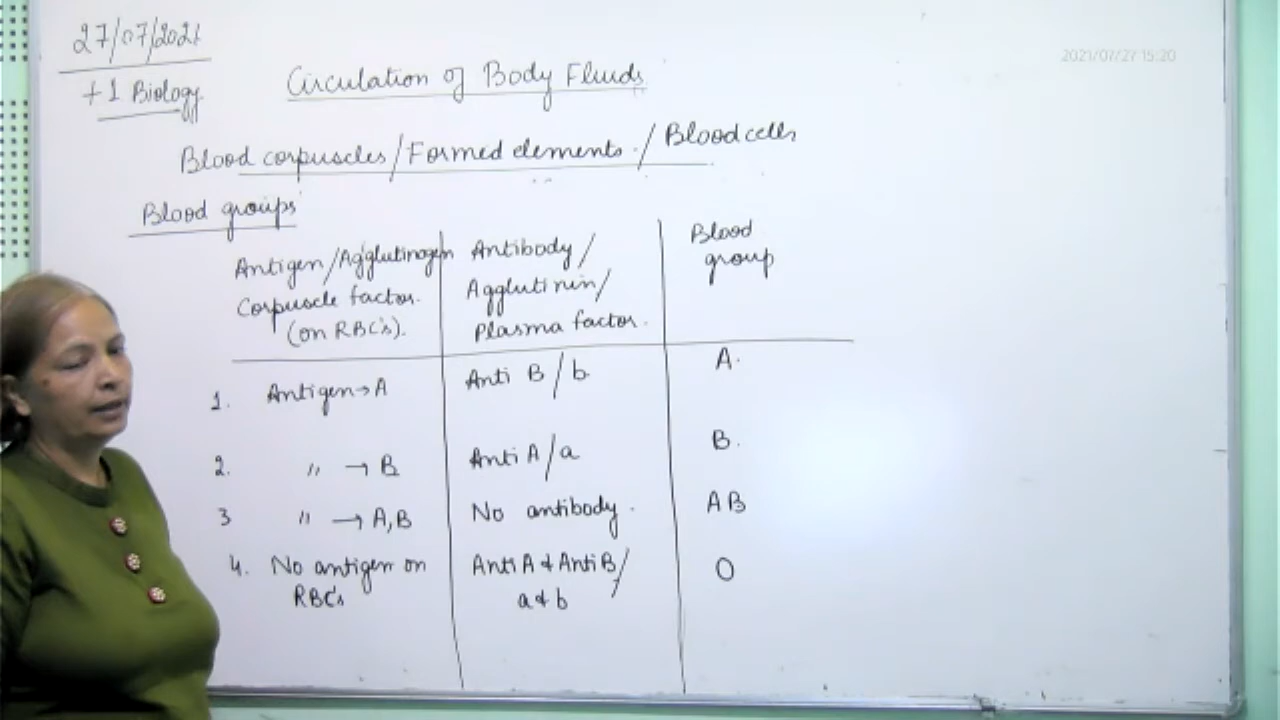 27/07/2021
2021/07/27 15:20
+1 Biology
Circulation of Body Fluids
Blood corpuscles/Formed elements./Bloodcells
Blood groups
Antigen/Agglutinogen
Corpuscle factor.
(on RBC's).
Antibody/
Agglutinin/
Plasma factor.
Blood
group
1. Antigen→A Anti B/b A.
2. " → B Anti A/a B.
3 " → A,B No antibody. AB
4. No antigen on Anti A & Anti B/ O
RBC's a & b